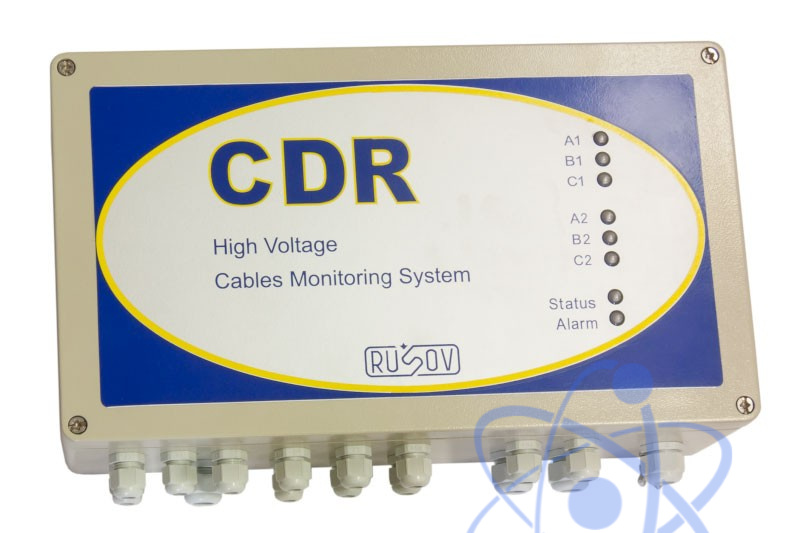 CDR
High Voltage
Cables Monitoring System
A1
B1
C1
A2
B2
C2
Status
Alarm
RUSOV